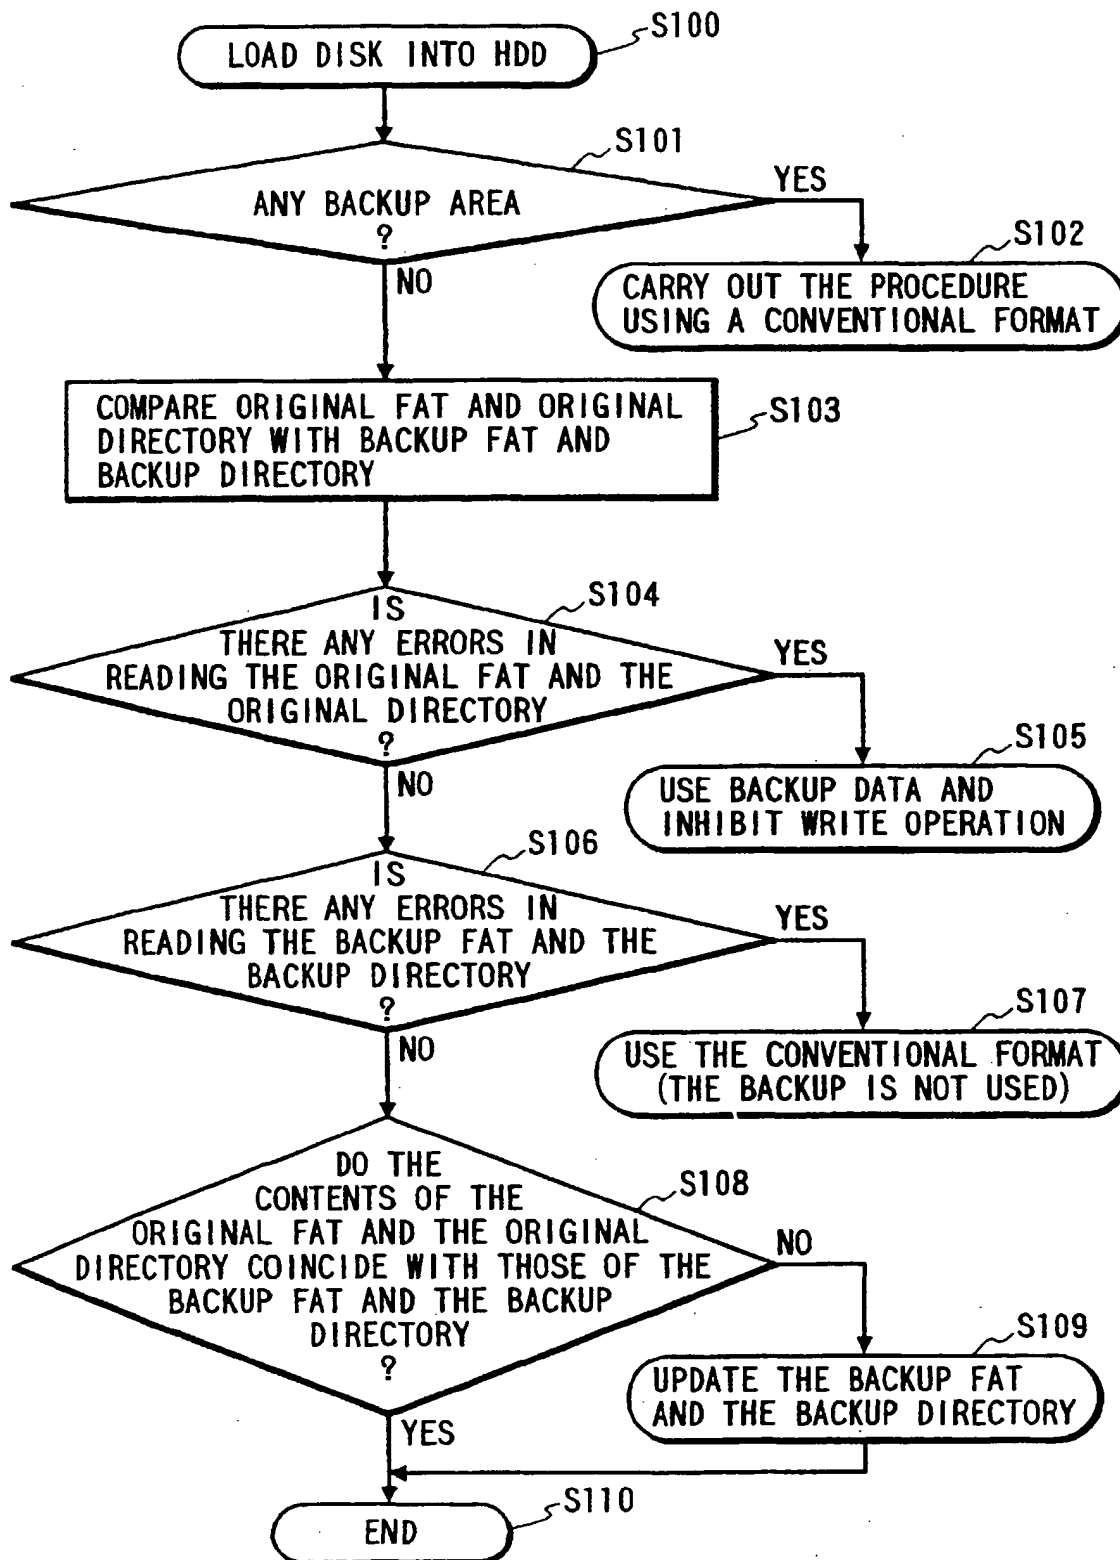 LOAD DISK INTO HDD
S100
S101
ANY BACKUP AREA
?
YES
NO
S102
CARRY OUT THE PROCEDURE
USING A CONVENTIONAL FORMAT
COMPARE ORIGINAL FAT AND ORIGINAL
DIRECTORY WITH BACKUP FAT AND
BACKUP DIRECTORY
S103
S104
IS
THERE ANY ERRORS IN
READING THE ORIGINAL FAT AND THE
ORIGINAL DIRECTORY
?
YES
NO
S105
USE BACKUP DATA AND
INHIBIT WRITE OPERATION
S106
IS
THERE ANY ERRORS IN
READING THE BACKUP FAT AND THE
BACKUP DIRECTORY
?
YES
NO
S107
USE THE CONVENTIONAL FORMAT
(THE BACKUP IS NOT USED)
S108
DO THE
CONTENTS OF THE
ORIGINAL FAT AND THE ORIGINAL
DIRECTORY COINCIDE WITH THOSE OF THE
BACKUP FAT AND THE BACKUP
DIRECTORY
?
NO
YES
S109
UPDATE THE BACKUP FAT
AND THE BACKUP DIRECTORY
S110
END